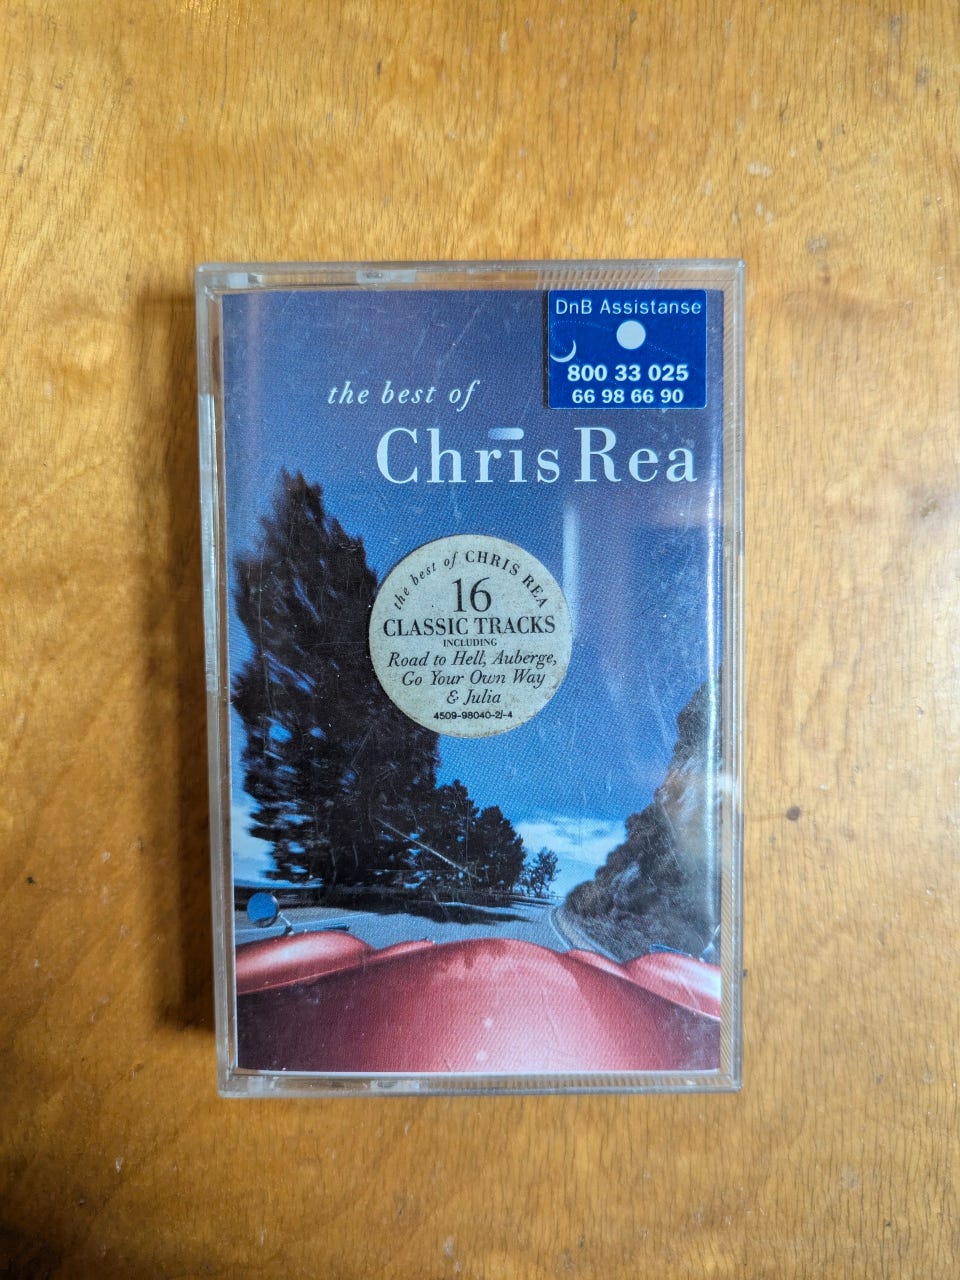 DnB Assistanse
800 33 025
66 98 66 90
the best of
Chris Rea
the best of CHRIS REA
16
CLASSIC TRACKS
INCLUDING
Road to Hell, Auberge,
Go Your Own Way
& Julia
4509-98040-2/-4